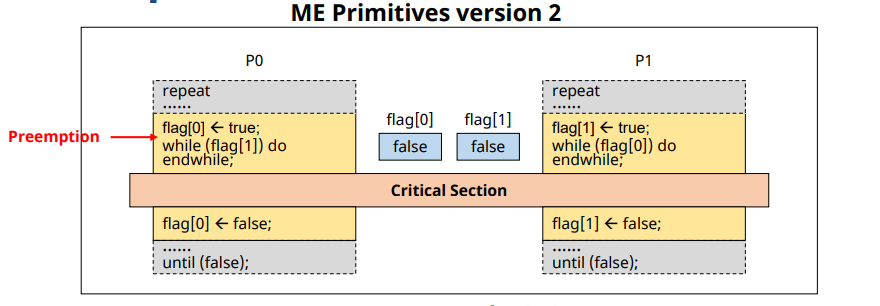 ME Primitives version 2
P0
P1
repeat
......
flag[0] ← true;
while (flag[1]) do
endwhile;
Preemption
flag[0]
flag[1]
false
false
repeat
......
flag[1] ← true;
while (flag[0]) do
endwhile;
Critical Section
flag[0] ← false;
......
until (false);
flag[1] ← false;
......
until (false);